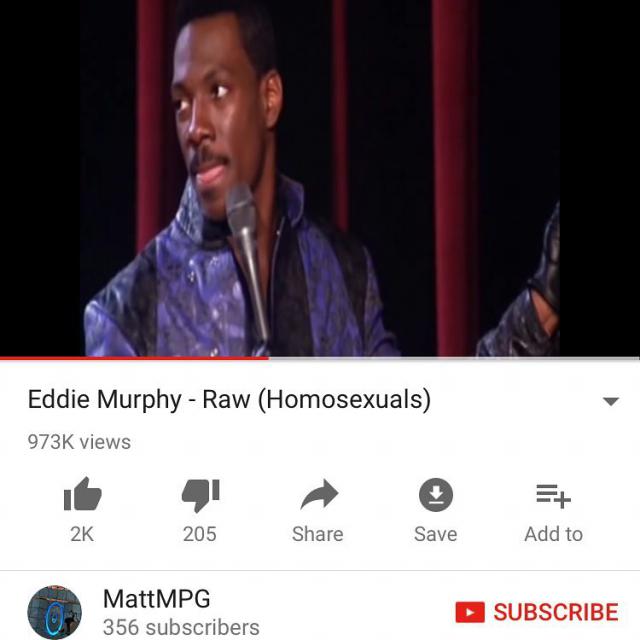 Eddie Murphy - Raw (Homosexuals)
973K views
2K 205 Share Save Add to
MattMPG
356 subscribers
SUBSCRIBE